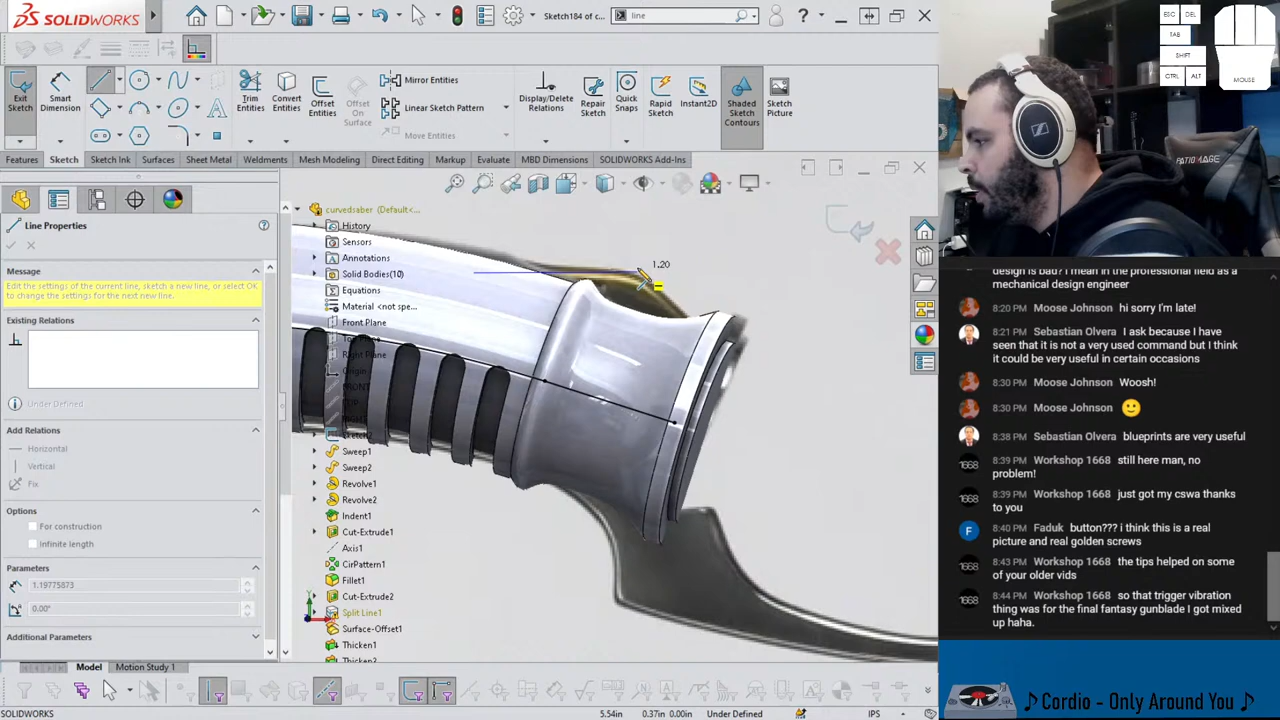 SOLIDWORKS
Sketch184 of c...
line
ESC
DEL
TAB
SHIFT
CTRL
ALT
MOUSE
Exit
Sketch
Smart
Dimension
Trim
Entities
Convert
Entities
Offset
Entities
Offset
On
Surface
Mirror Entities
Linear Sketch Pattern
Move Entities
Display/Delete
Relations
Repair
Sketch
Quick
Snaps
Rapid
Sketch
Instant2D
Shaded
Sketch
Contours
Sketch
Picture
Features
Sketch
Sketch Ink
Surfaces
Sheet Metal
Weldments
Mesh Modeling
Direct Editing
Markup
Evaluate
MBD Dimensions
SOLIDWORKS Add-Ins
Line Properties
Message
Edit the settings of the current line, sketch a new line, or select OK
to change the settings for the next new line.
Existing Relations
Under Defined
Add Relations
Horizontal
Vertical
Fix
Options
For construction
Infinite length
Parameters
1.19775873
0.00°
Additional Parameters
curvedsaber (Default<...
History
Sensors
Annotations
Solid Bodies(10)
Equations
Material <not spe...
Front Plane
Right Plane
Sweep1
Sweep2
Revolve1
Revolve2
Indent1
Cut-Extrude1
Axis1
CirPattern1
Fillet1
Cut-Extrude2
Split Line1
Surface-Offset1
Thicken1
Thicken2
1.20
PATIOMAGE
design is bad? I mean in the professional field as a
mechanical design engineer
8:20 PM Moose Johnson hi sorry I'm late!
8:21 PM Sebastian Olvera I ask because I have
seen that it is not a very used command but I think
it could be very useful in certain occasions
8:30 PM Moose Johnson Woosh!
8:30 PM Moose Johnson 🙂
8:38 PM Sebastian Olvera blueprints are very useful
1668
8:39 PM Workshop 1668 still here man, no
problem!
1668
8:39 PM Workshop 1668 just got my cswa thanks
to you
F
8:40 PM Faduk button??? i think this is a real
picture and real golden screws
1668
8:43 PM Workshop 1668 the tips helped on some
of your older vids
1668
8:44 PM Workshop 1668 so that trigger vibration
thing was for the final fantasy gunblade I got mixed
up haha.
Model
Motion Study 1
SOLIDWORKS
5.54in
0.37in 0.00in
Under Defined
IPS
♪ Cordio - Only Around You ♪